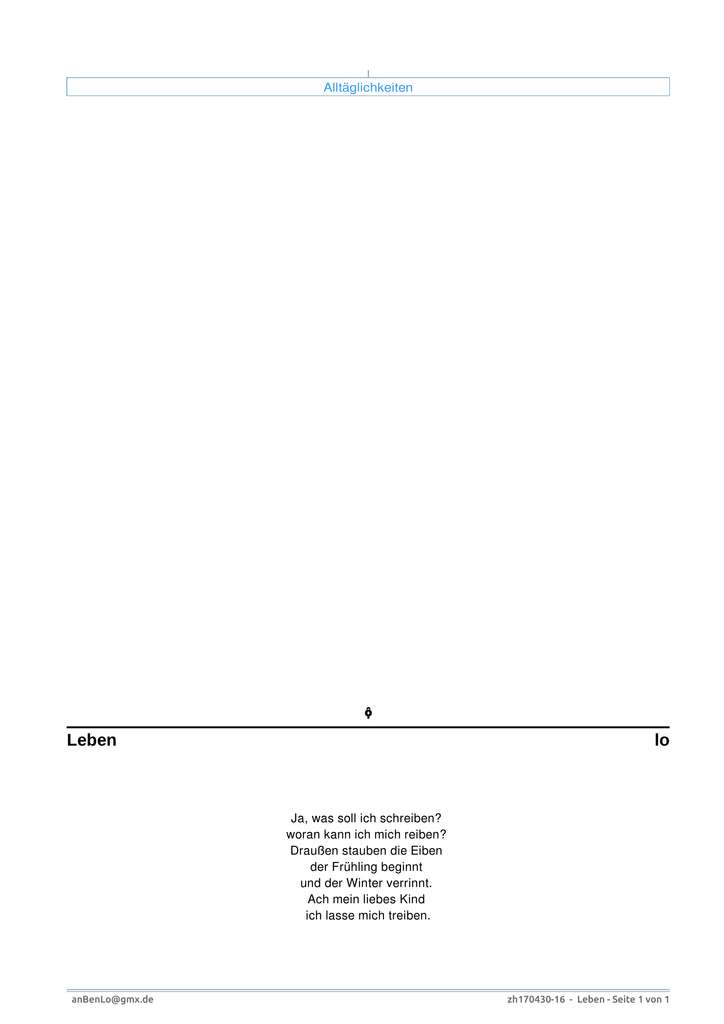 Alltäglichkeiten
Leben lo
Ja, was soll ich schreiben?
woran kann ich mich reiben?
Draußen stauben die Eiben
der Frühling beginnt
und der Winter verrinnt.
Ach mein liebes Kind
ich lasse mich treiben.
anBenLo@gmx.de zh170430-16 - Leben - Seite 1 von 1